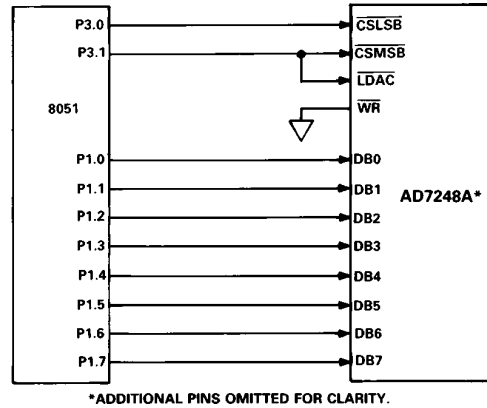 P3.0 CSLSB
P3.1 CSMSB
LDAC
8051 WR
P1.0 DB0
P1.1 DB1
AD7248A*
P1.2 DB2
P1.3 DB3
P1.4 DB4
P1.5 DB5
P1.6 DB6
P1.7 DB7
*ADDITIONAL PINS OMITTED FOR CLARITY.